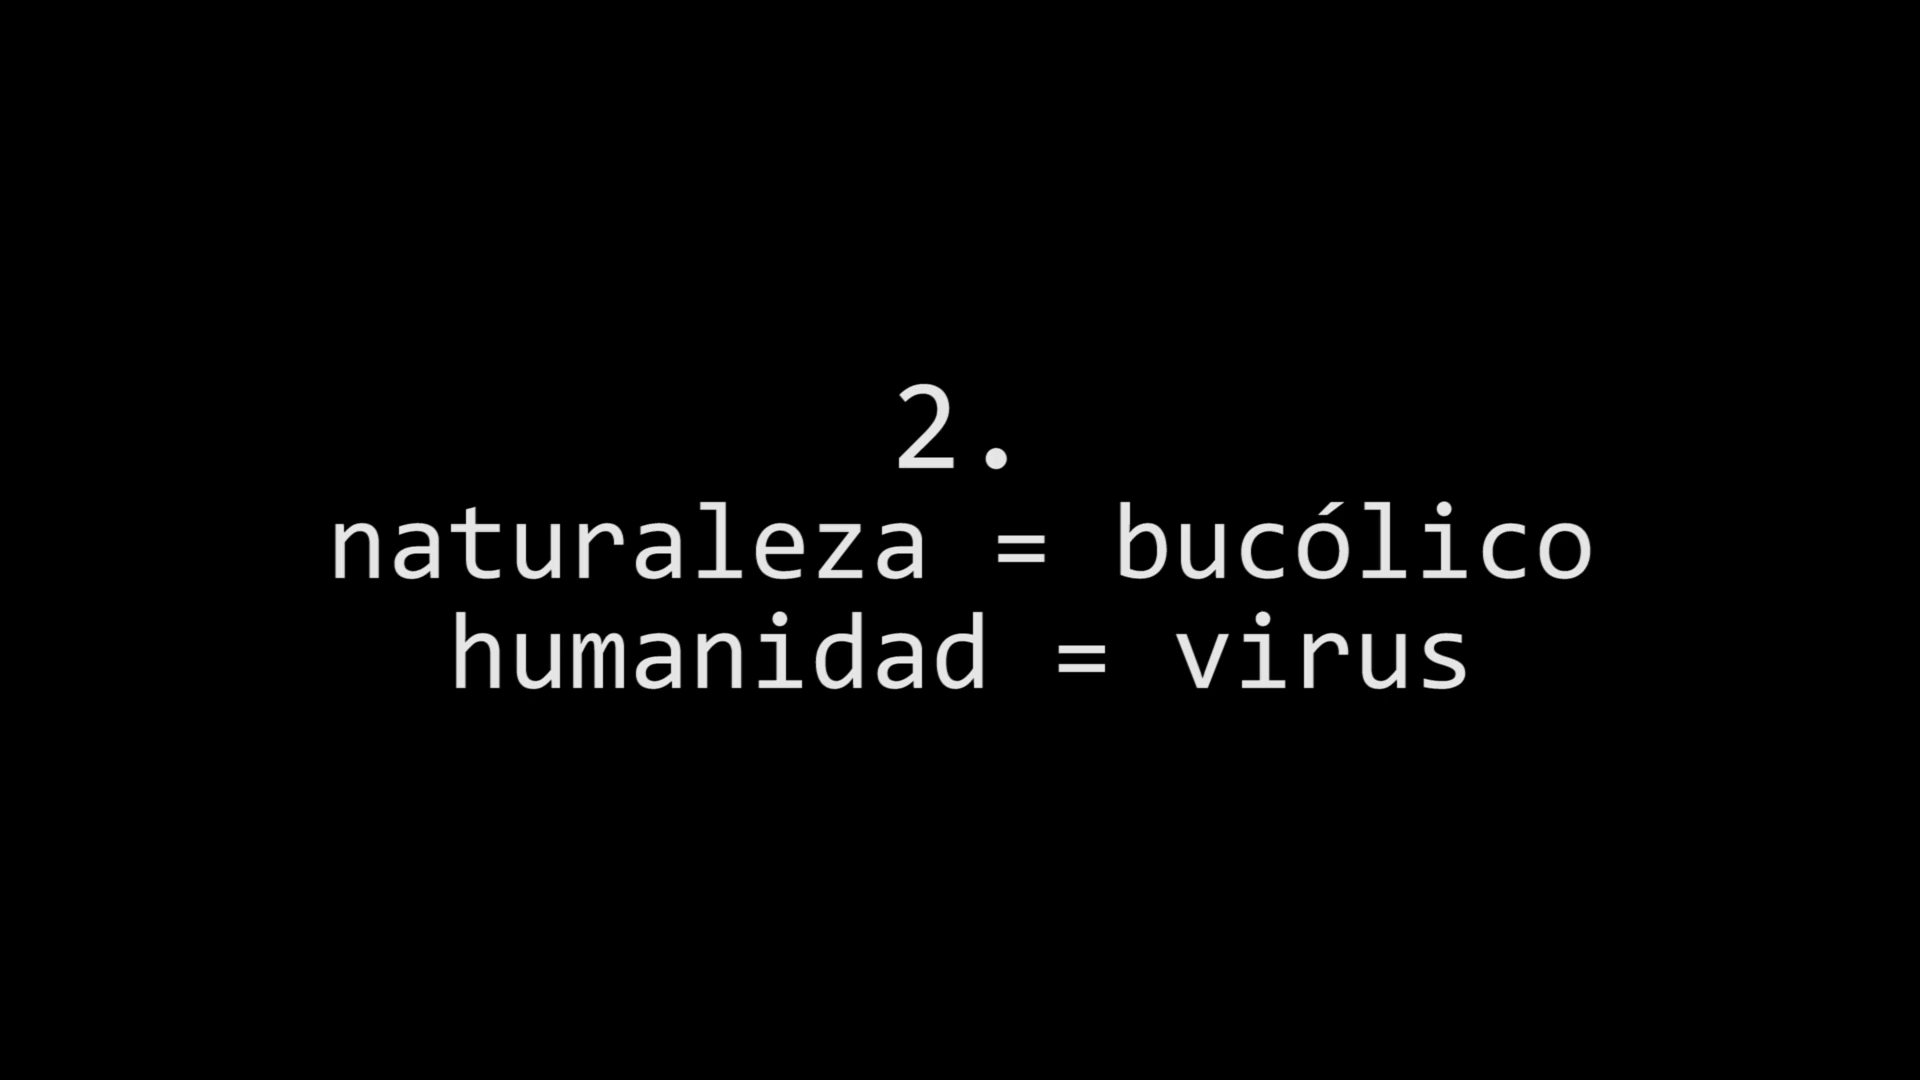 2.
naturaleza = bucólico
humanidad = virus